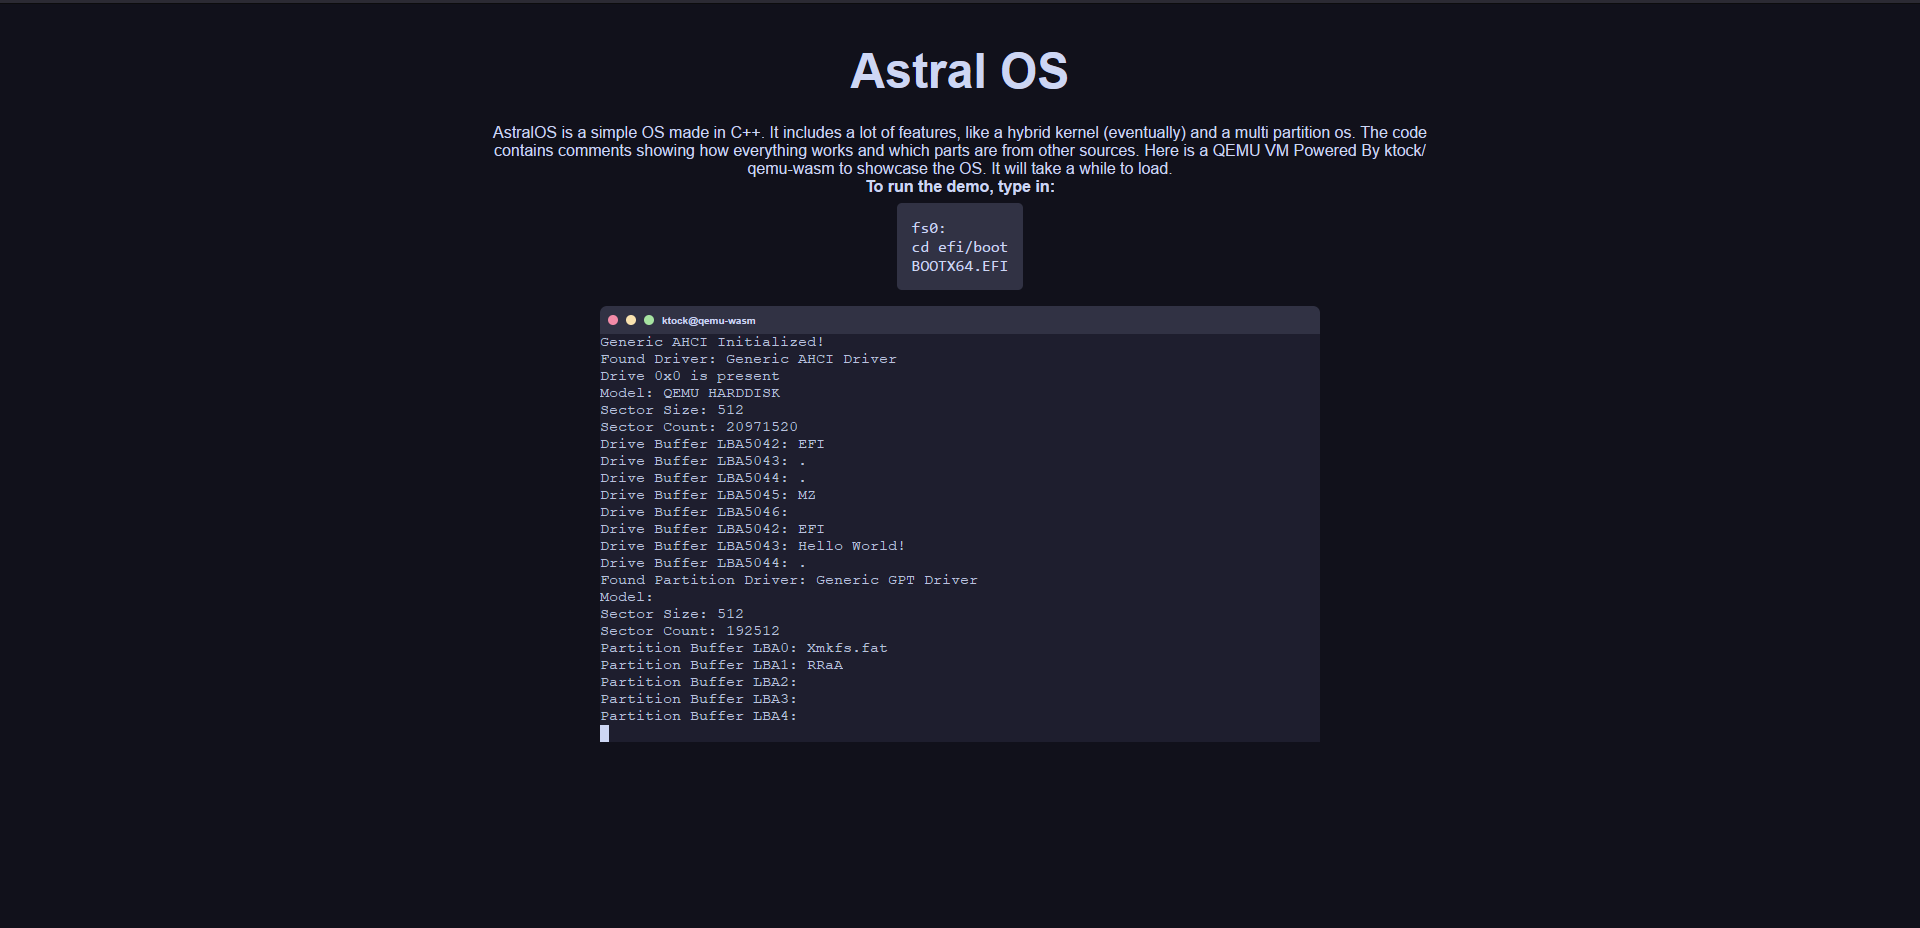 Astral OS
AstralOS is a simple OS made in C++. It includes a lot of features, like a hybrid kernel (eventually) and a multi partition os. The code
contains comments showing how everything works and which parts are from other sources. Here is a QEMU VM Powered By ktock/
qemu-wasm to showcase the OS. It will take a while to load.
To run the demo, type in:
fs0:
cd efi/boot
BOOTX64.EFI
ktock@qemu-wasm
Generic AHCI Initialized!
Found Driver: Generic AHCI Driver
Drive 0x0 is present
Model: QEMU HARDDISK
Sector Size: 512
Sector Count: 20971520
Drive Buffer LBA5042: EFI
Drive Buffer LBA5043: .
Drive Buffer LBA5044: .
Drive Buffer LBA5045: MZ
Drive Buffer LBA5046:
Drive Buffer LBA5042: EFI
Drive Buffer LBA5043: Hello World!
Drive Buffer LBA5044: .
Found Partition Driver: Generic GPT Driver
Model:
Sector Size: 512
Sector Count: 192512
Partition Buffer LBA0: Xmkfs.fat
Partition Buffer LBA1: RRaA
Partition Buffer LBA2:
Partition Buffer LBA3:
Partition Buffer LBA4: